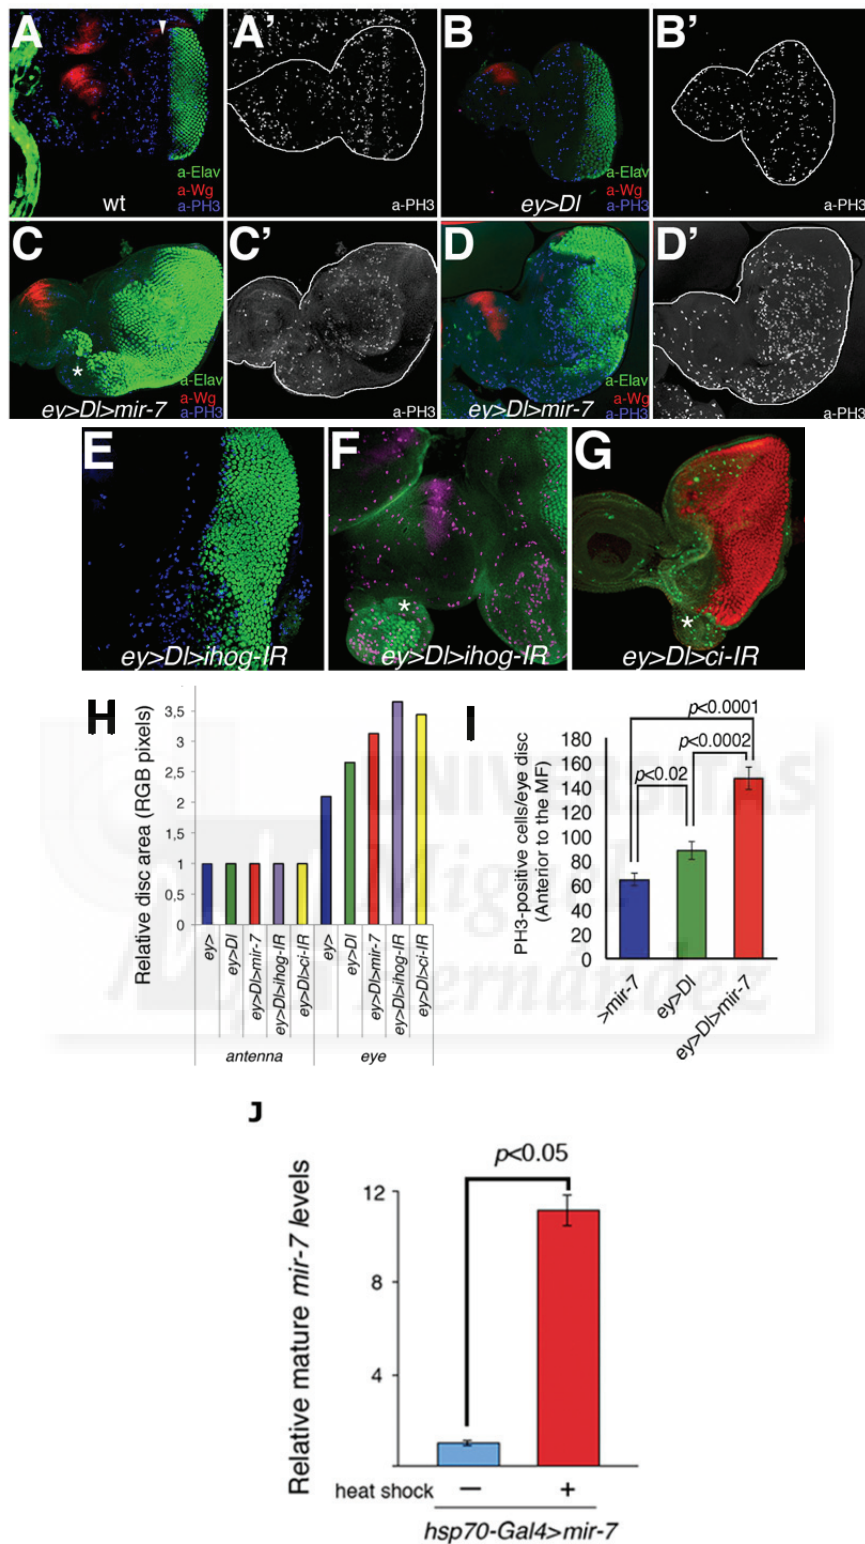 A
wt
a-Elav
a-Wg
a-PH3
A'
a-PH3
B
ey>Dl
a-Elav
a-Wg
a-PH3
B'
a-PH3
C
*
ey>Dl>mir-7
a-Elav
a-Wg
a-PH3
C'
a-PH3
D
ey>Dl>mir-7
a-Elav
a-Wg
a-PH3
D'
a-PH3
E
ey>Dl>ihog-IR
F
*
ey>Dl>ihog-IR
G
*
ey>Dl>ci-IR
H
Relative disc area (RGB pixels)
3,5
3
2,5
2
1,5
1
0,5
0
ey>
ey>Dl
ey>Dl>mir-7
ey>Dl>ihog-IR
ey>Dl>ci-IR
ey>
ey>Dl
ey>Dl>mir-7
ey>Dl>ihog-IR
ey>Dl>ci-IR
antenna
eye
I
PH3-positive cells/eye disc
(Anterior to the MF)
180
160
140
120
100
80
60
40
20
0
p<0.0001
p<0.0002
p<0.02
>mir-7
ey>Dl
ey>Dl>mir-7
UNIVERSITAS
Miguel
Hernández
J
Relative mature mir-7 levels
12
8
4
p<0.05
heat shock
—
+
hsp70-Gal4>mir-7